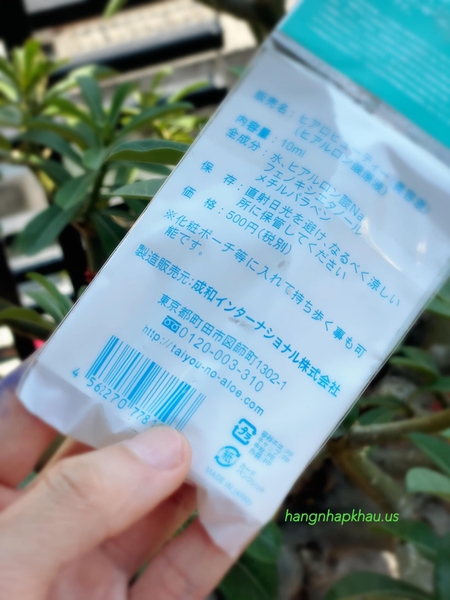 販売名：ヒアロビューティー
（ヒアルロン酸原液）
内容量：10ml
全成分：水、ヒアルロン酸Na、
フェノキシエタノール
メチルパラベン
保　存：直射日光を避け、なるべく涼しい
所に保管してください
価　格：500円(税別)
※化粧ポーチ等に入れて持ち歩く事も可
能です。
製造販売元：成和インターナショナル株式会社
東京都町田市図師町1302-1
0120-003-310
http://taiyou-no-aloe.com
4 56270 778
MADE IN JAPAN
hangnhapkhau.us